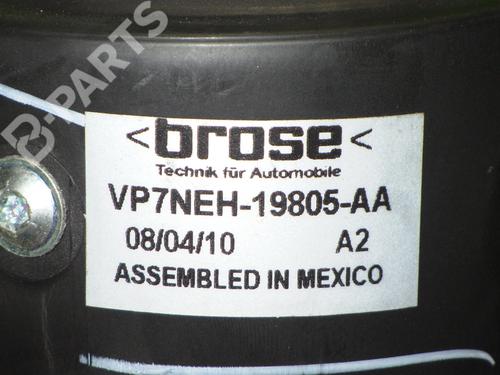 B-PARTS
<brose<
Technik für Automobile
VP7NEH-19805-AA
08/04/10 A2
ASSEMBLED IN MEXICO